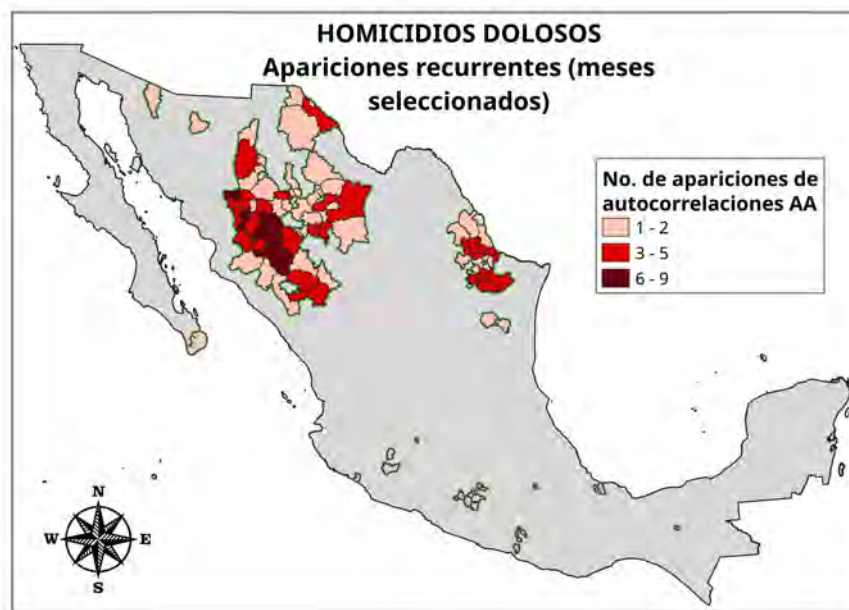 HOMICIDIOS DOLOSOS
Apariciones recurrentes (meses
seleccionados)
No. de apariciones de
autocorrelaciones AA
1 - 2
3 - 5
6 - 9
N
W E
S